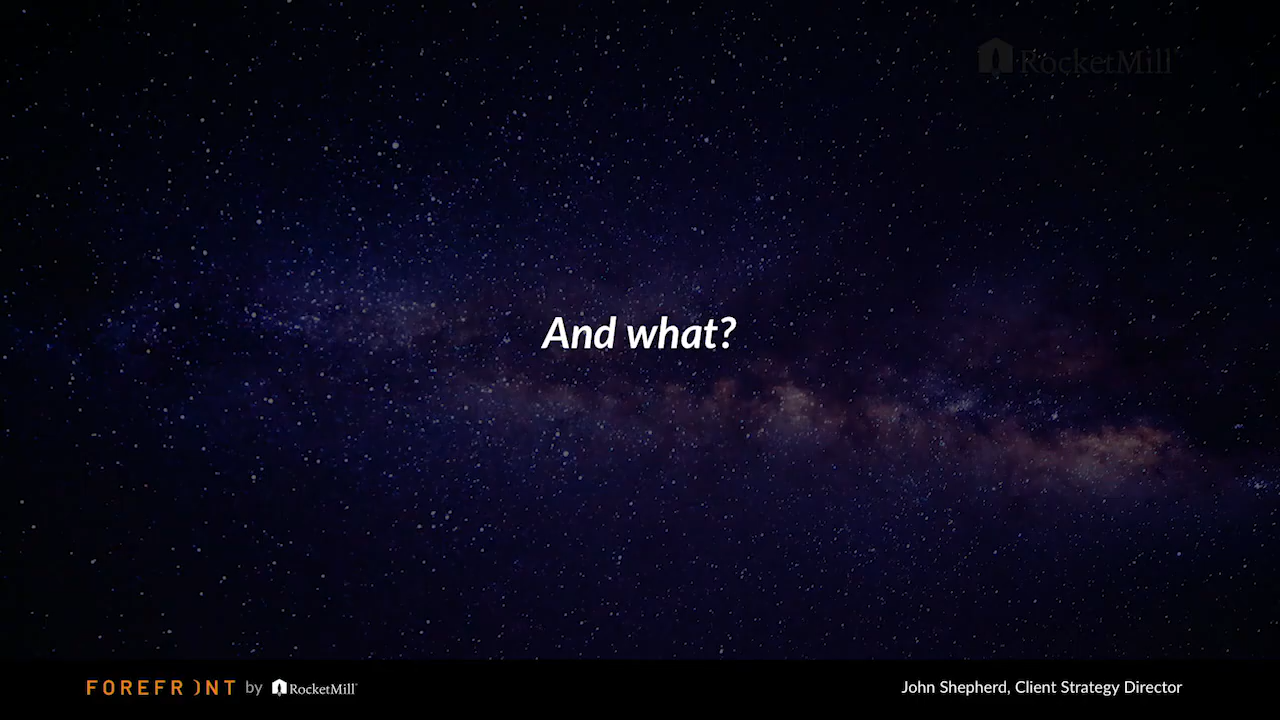 RocketMill
And what?
FOREFRONT by RocketMill
John Shepherd, Client Strategy Director